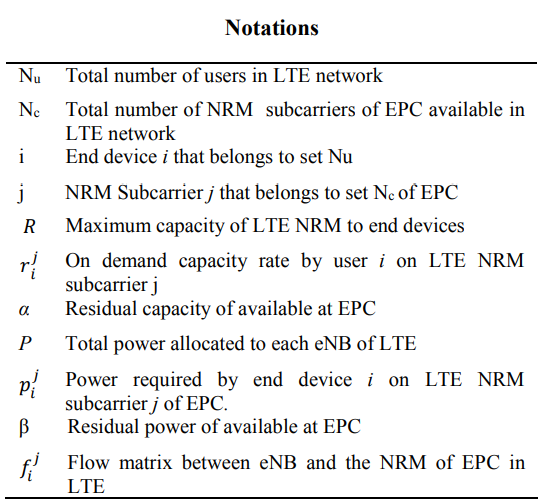 Notations
Nu Total number of users in LTE network
Nc Total number of NRM subcarriers of EPC available in
LTE network
i End device i that belongs to set Nu
j NRM Subcarrier j that belongs to set Nc of EPC
R Maximum capacity of LTE NRM to end devices
r_i^j On demand capacity rate by user i on LTE NRM
subcarrier j
α Residual capacity of available at EPC
P Total power allocated to each eNB of LTE
p_i^j Power required by end device i on LTE NRM
subcarrier j of EPC.
β Residual power of available at EPC
f_i^j Flow matrix between eNB and the NRM of EPC in
LTE